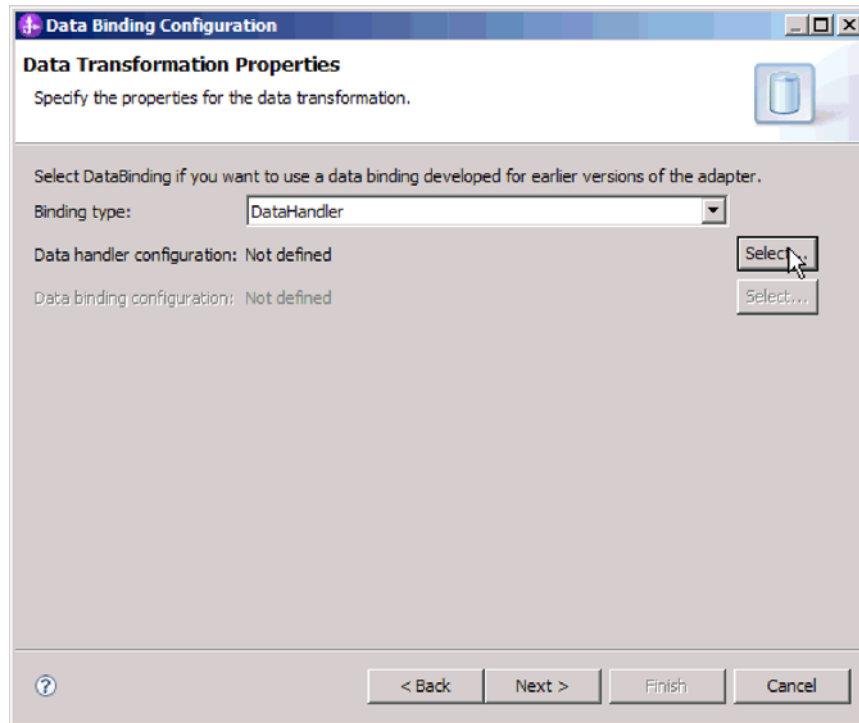 Data Binding Configuration
Data Transformation Properties
Specify the properties for the data transformation.
Select DataBinding if you want to use a data binding developed for earlier versions of the adapter.
Binding type: DataHandler
Data handler configuration: Not defined Select...
Data binding configuration: Not defined Select...
? < Back Next > Finish Cancel